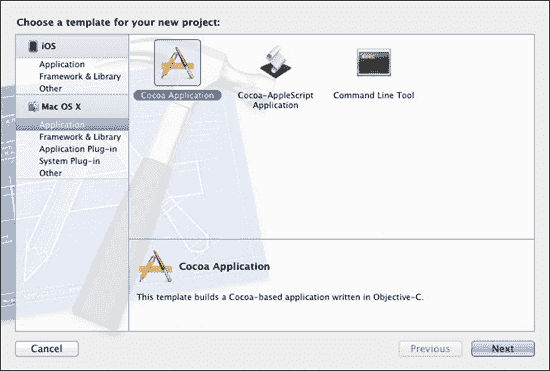 Choose a template for your new project:
iOS
Application
Framework & Library
Other
Mac OS X
Application
Framework & Library
Application Plug-in
System Plug-in
Other
Cocoa Application
Cocoa-AppleScript
Application
Command Line Tool
Cocoa Application
This template builds a Cocoa-based application written in Objective-C.
Cancel
Previous
Next